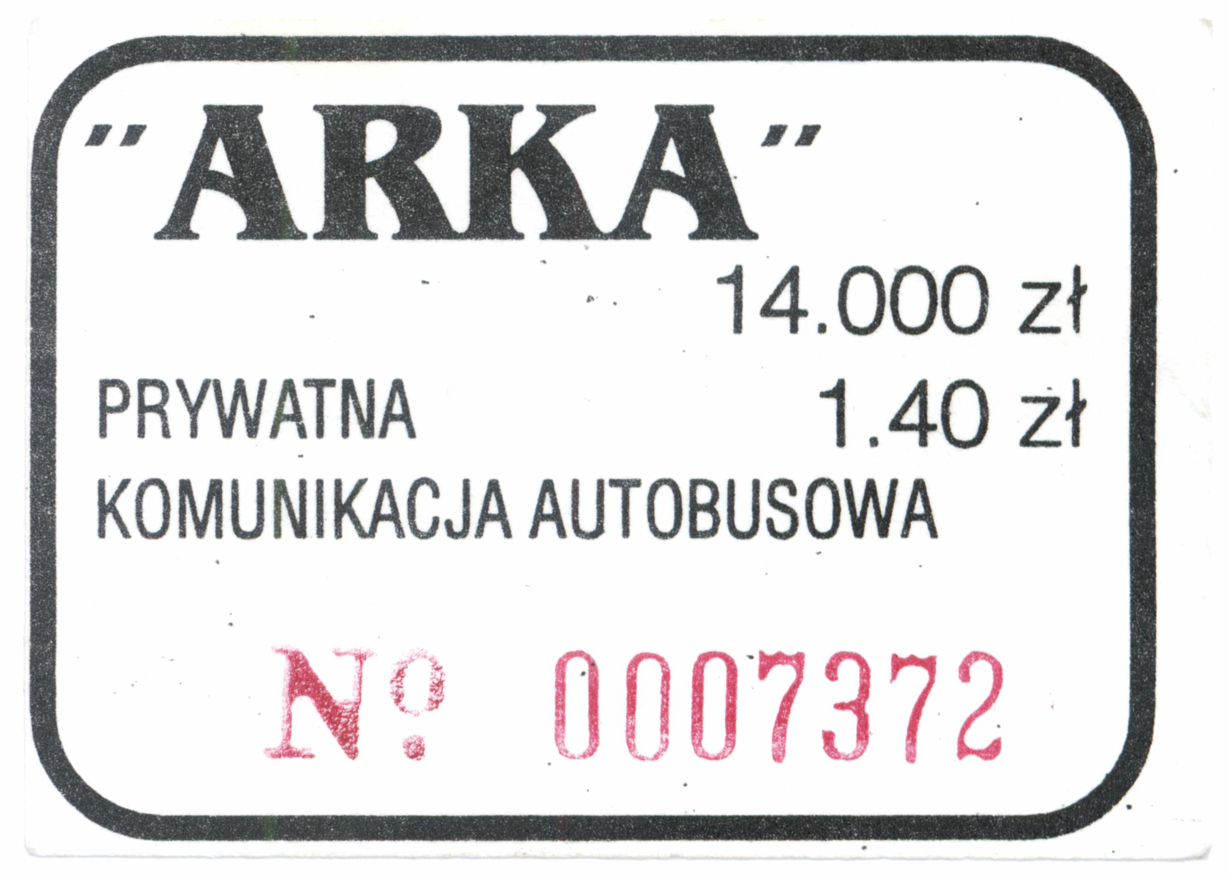 "ARKA"
14.000 zł
PRYWATNA 1.40 zł
KOMUNIKACJA AUTOBUSOWA
Nº 0007372